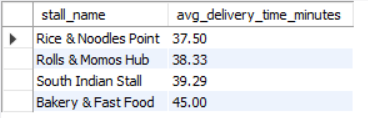 stall_name avg_delivery_time_minutes
Rice & Noodles Point 37.50
Rolls & Momos Hub 38.33
South Indian Stall 39.29
Bakery & Fast Food 45.00